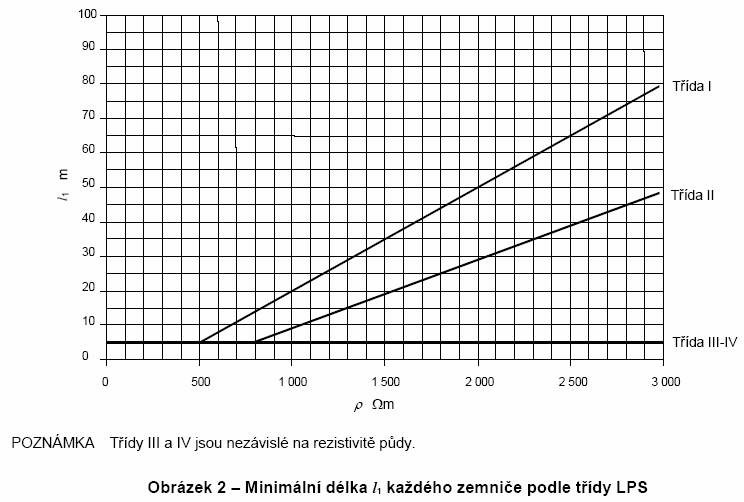 100
90
80
70
60
50
40
30
20
10
0
l₁ m
Třída I
Třída II
Třída III-IV
0 500 1 000 1 500 2 000 2 500 3 000
ρ Ωm
POZNÁMKA Třídy III a IV jsou nezávislé na rezistivitě půdy.
Obrázek 2 – Minimální délka l₁ každého zemniče podle třídy LPS